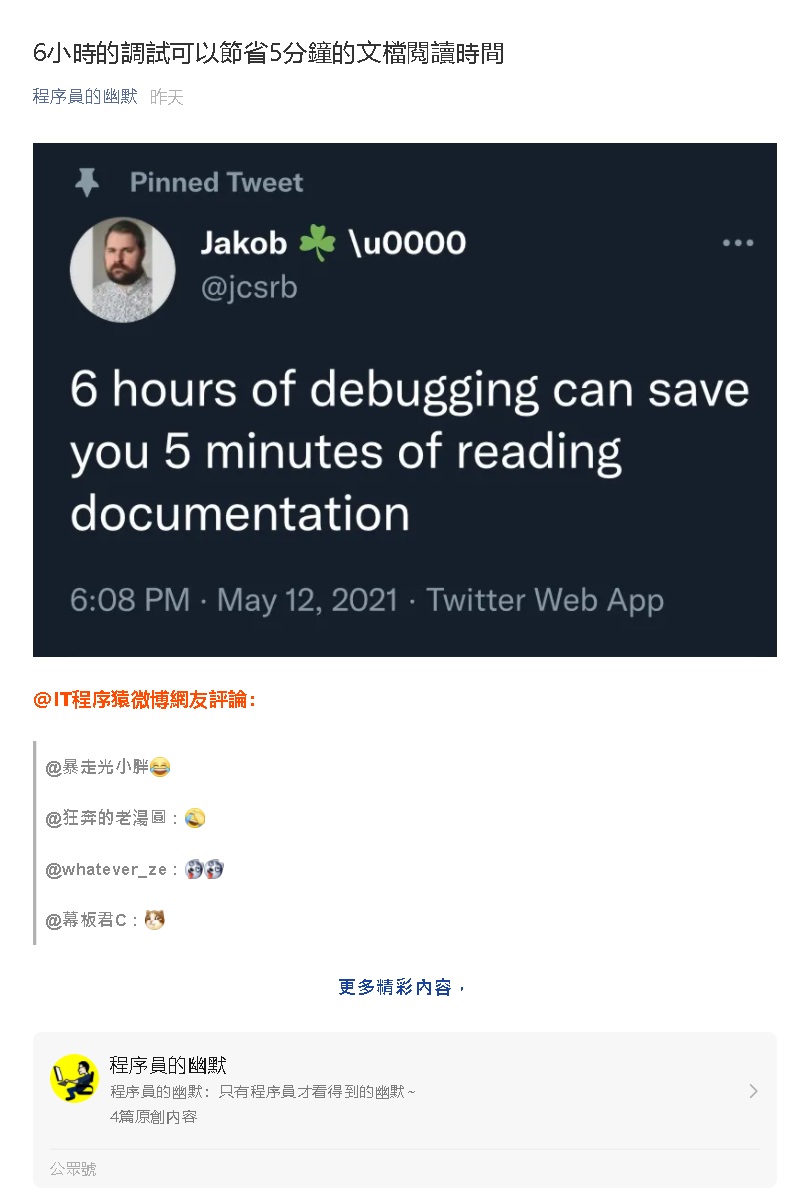 6小時的調試可以節省5分鐘的文檔閱讀時間
程序員的幽默 昨天
Pinned Tweet
Jakob ☘️ \u0000
@jcsrb
6 hours of debugging can save
you 5 minutes of reading
documentation
6:08 PM · May 12, 2021 · Twitter Web App
@IT程序猿微博網友評論：
@暴走光小胖😂
@狂奔的老湯圓：🤣
@whatever_ze：
@幕板君C：
更多精彩內容，
程序員的幽默
程序員的幽默：只有程序員才看得到的幽默~
4篇原創内容
公眾號